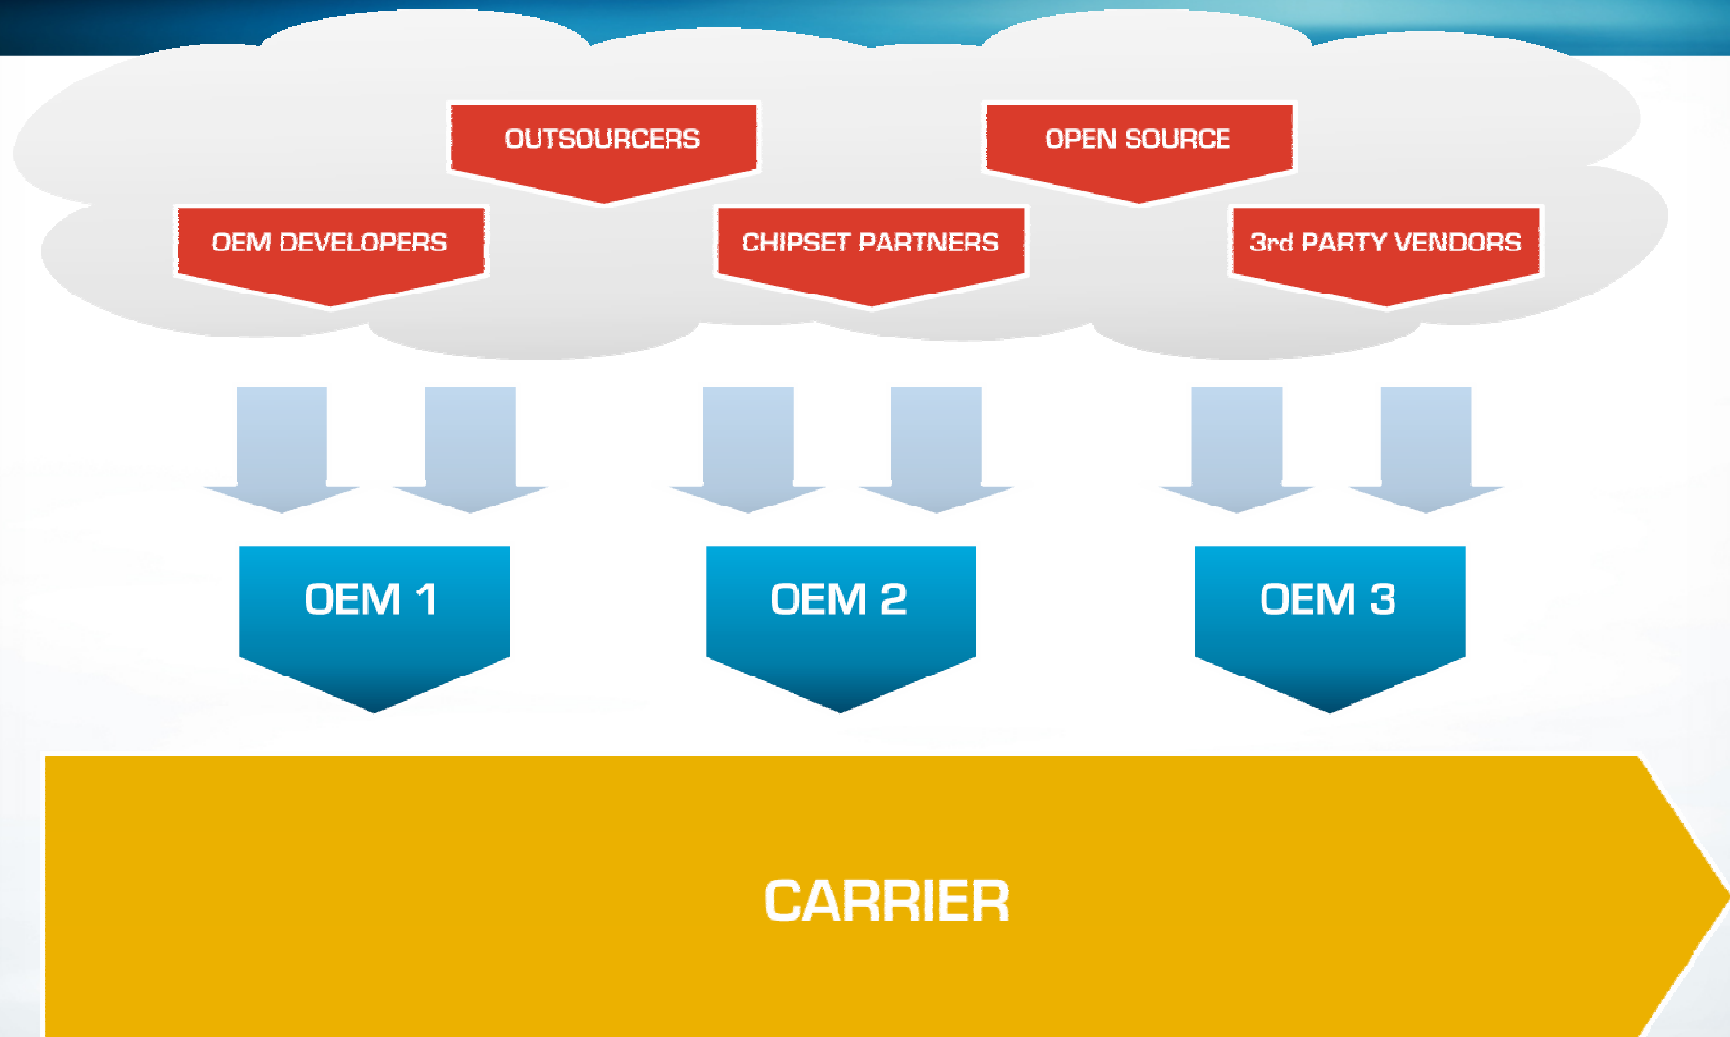 OUTSOURCERS
OPEN SOURCE
OEM DEVELOPERS
CHIPSET PARTNERS
3rd PARTY VENDORS
OEM 1
OEM 2
OEM 3
CARRIER